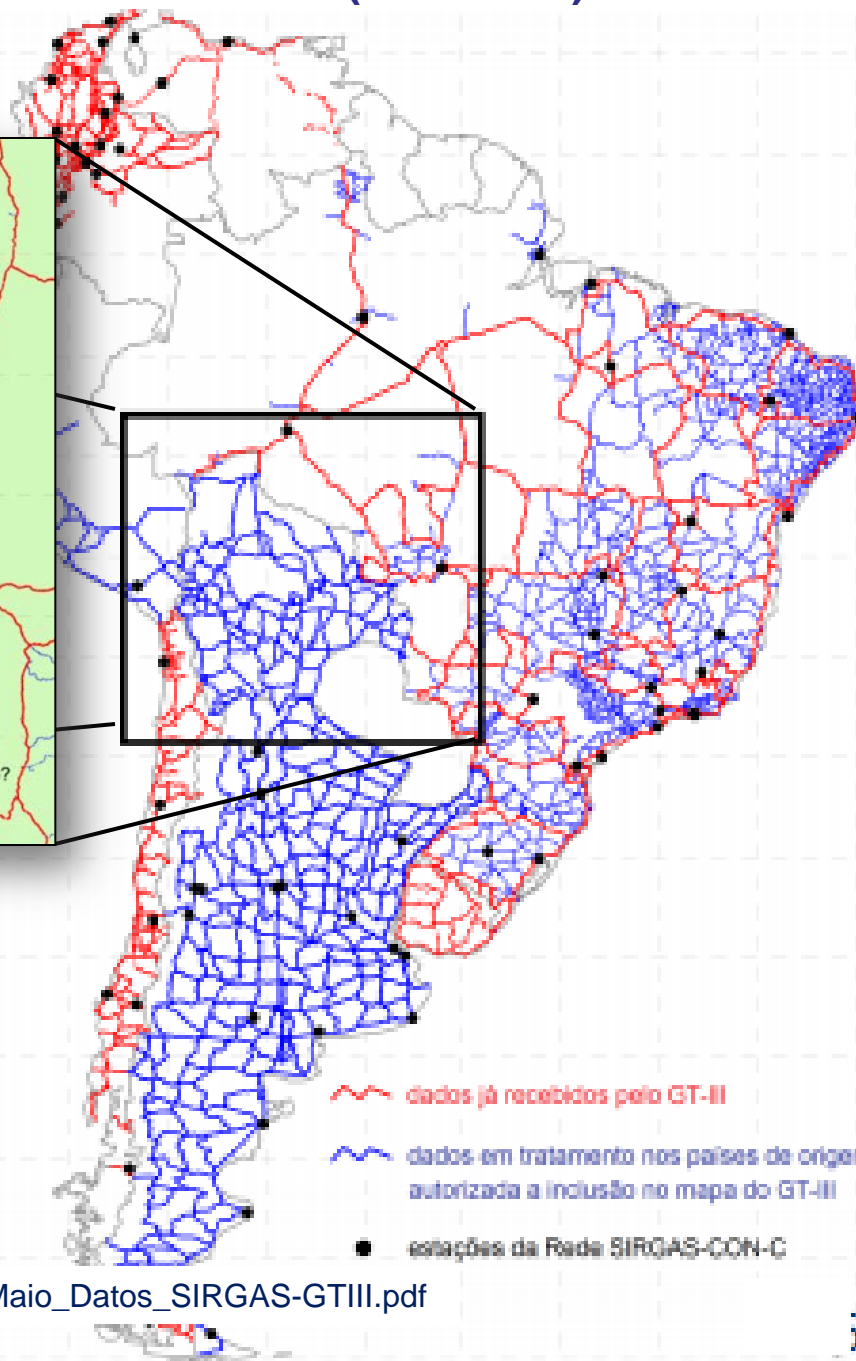 ?
dados já recebidos pelo GT-III
dados em tratamento nos países de orige
autorizada a inclusão no mapa do GT-III
estações da Rede SIRGAS-CON-C
Maio_Datos_SIRGAS-GTIII.pdf